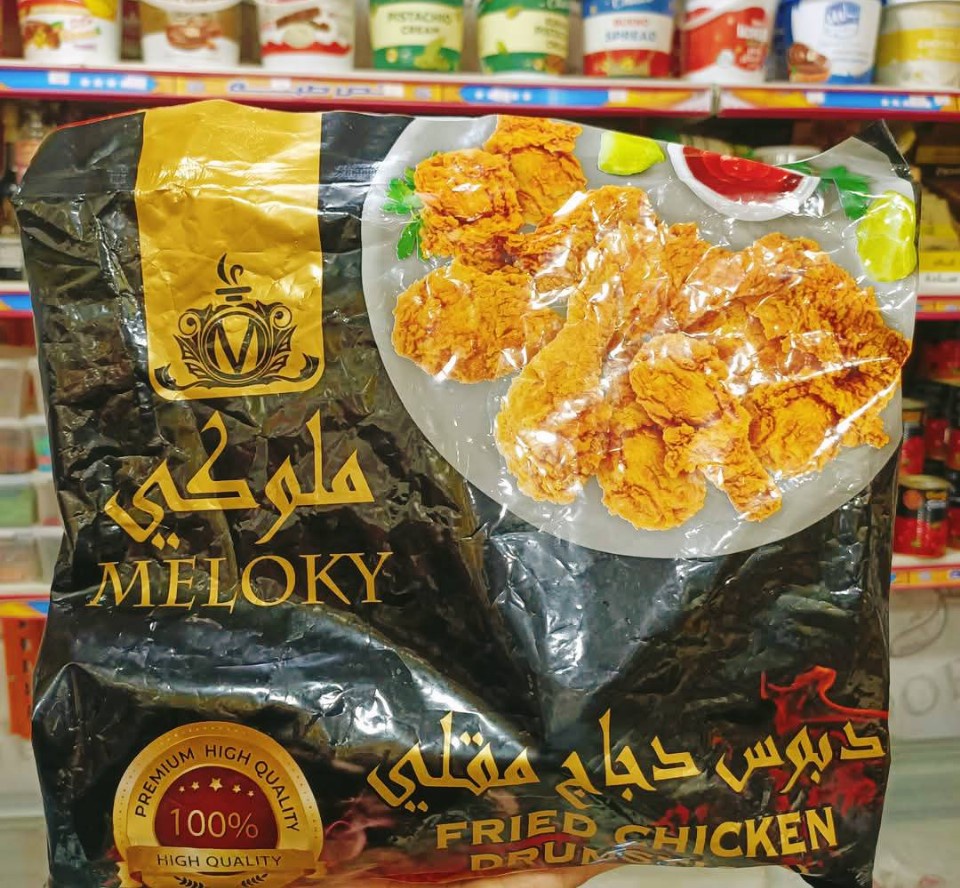 PISTACHIO
CREAM
SPREAD
M
ملوكي
MELOKY
PREMIUM HIGH QUALITY
100%
HIGH QUALITY
دبوس دجاج مقلي
FRIED CHICKEN